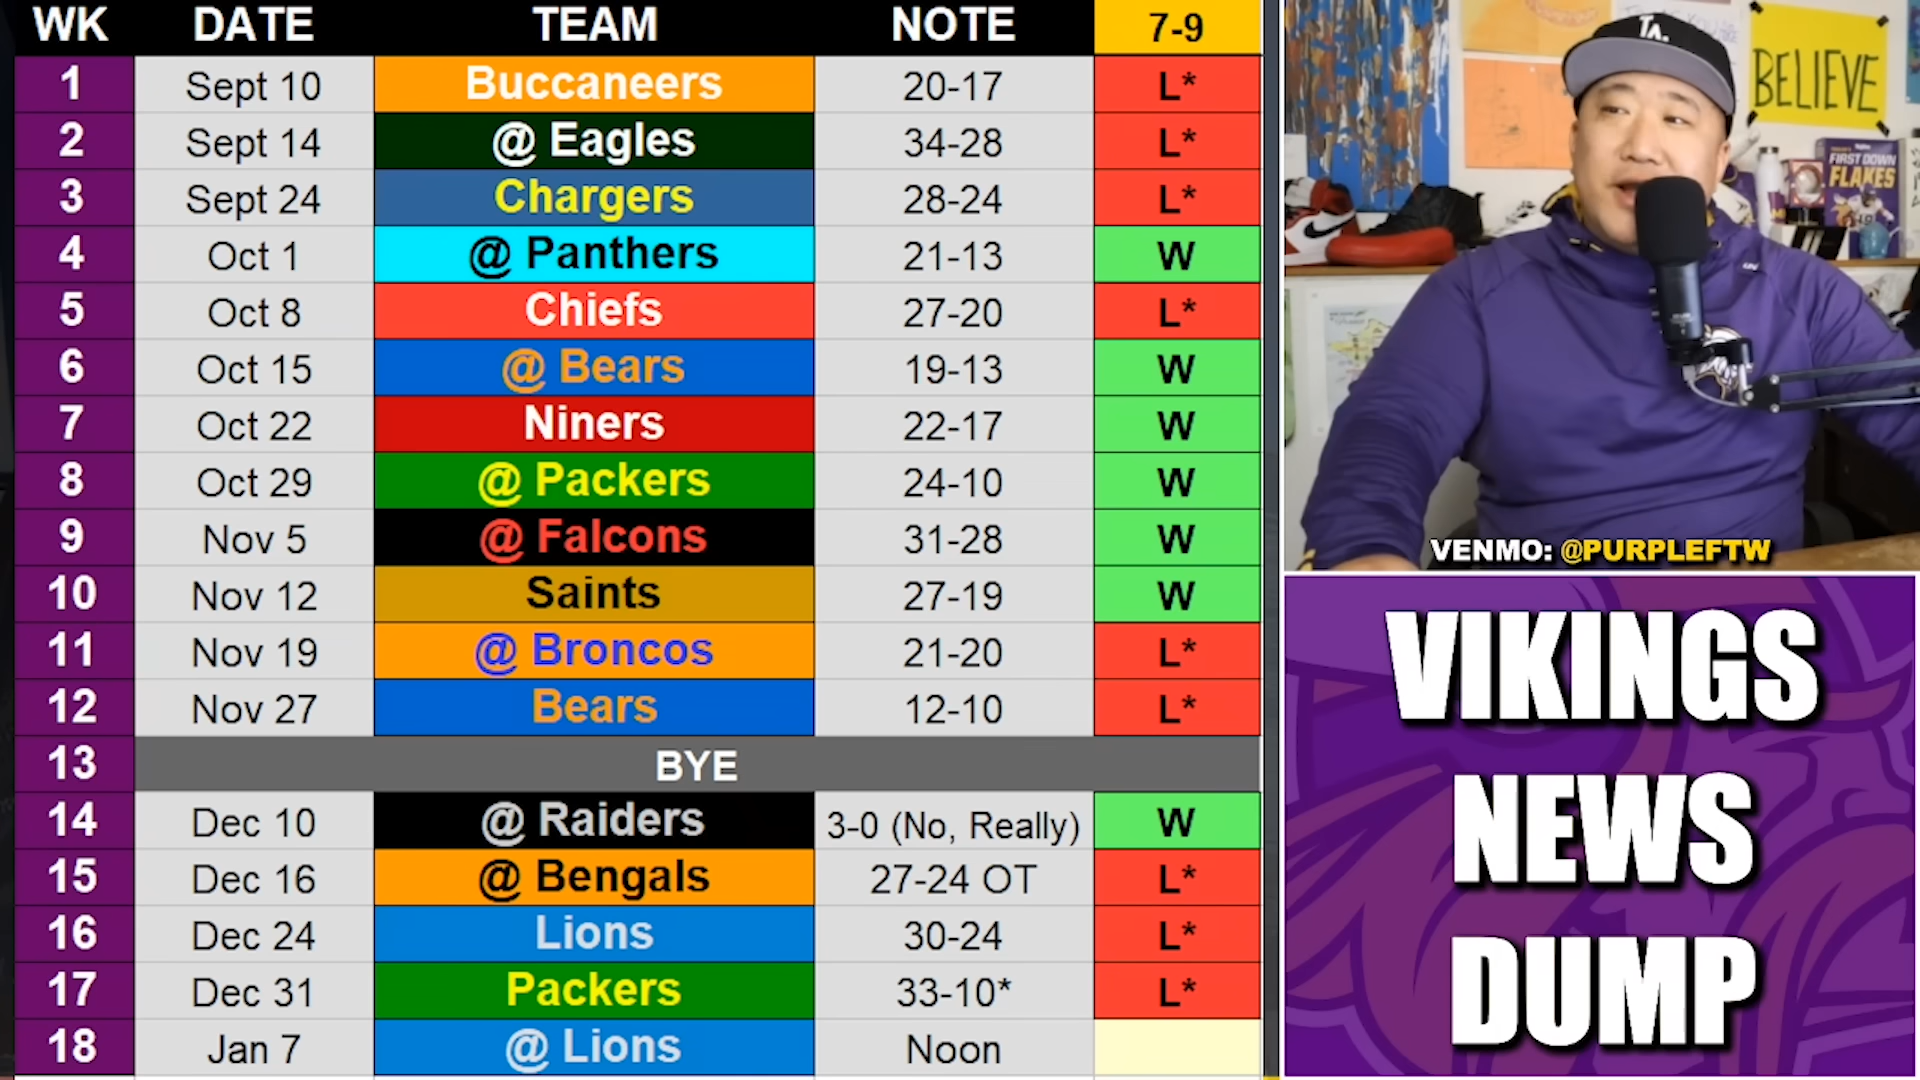 WK DATE TEAM NOTE 7-9
1 Sept 10 Buccaneers 20-17 L*
2 Sept 14 @ Eagles 34-28 L*
3 Sept 24 Chargers 28-24 L*
4 Oct 1 @ Panthers 21-13 W
5 Oct 8 Chiefs 27-20 L*
6 Oct 15 @ Bears 19-13 W
7 Oct 22 Niners 22-17 W
8 Oct 29 @ Packers 24-10 W
9 Nov 5 @ Falcons 31-28 W
10 Nov 12 Saints 27-19 W
11 Nov 19 @ Broncos 21-20 L*
12 Nov 27 Bears 12-10 L*
13 BYE
14 Dec 10 @ Raiders 3-0 (No, Really) W
15 Dec 16 @ Bengals 27-24 OT L*
16 Dec 24 Lions 30-24 L*
17 Dec 31 Packers 33-10* L*
18 Jan 7 @ Lions Noon
TA.
BELIEVE
FIRST DOWN
FLAKES
VENMO: @PURPLEFTW
VIKINGS
NEWS
DUMP